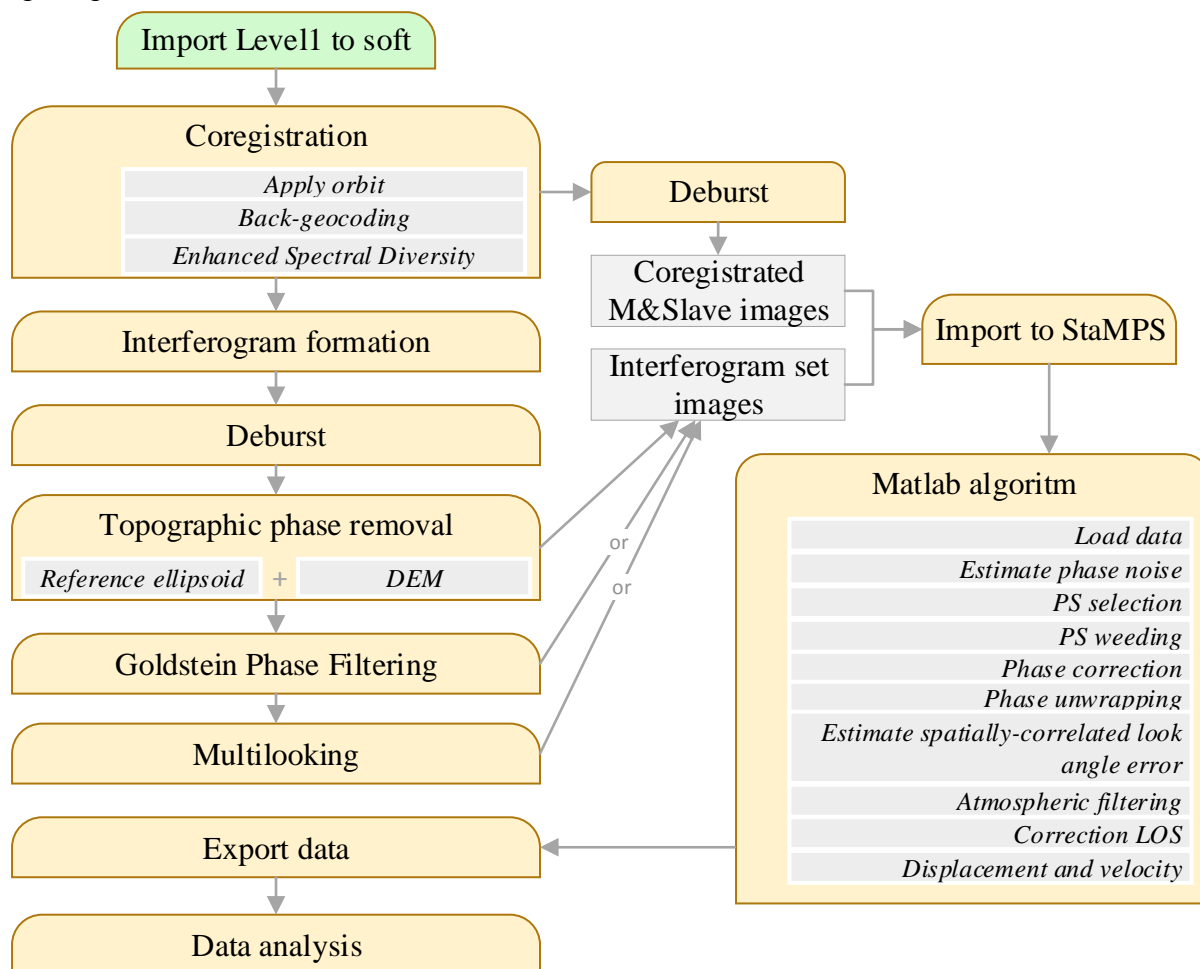 Import Level1 to soft
Coregistration
Apply orbit
Back-geocoding
Enhanced Spectral Diversity
Interferogram formation
Deburst
Topographic phase removal
Reference ellipsoid + DEM
Goldstein Phase Filtering
Multilooking
Deburst
Coregistrated
M&Slave images
Interferogram set
images
or
or
Import to StaMPS
Matlab algoritm
Load data
Estimate phase noise
PS selection
PS weeding
Phase correction
Phase unwrapping
Estimate spatially-correlated look
angle error
Atmospheric filtering
Correction LOS
Displacement and velocity
Export data
Data analysis